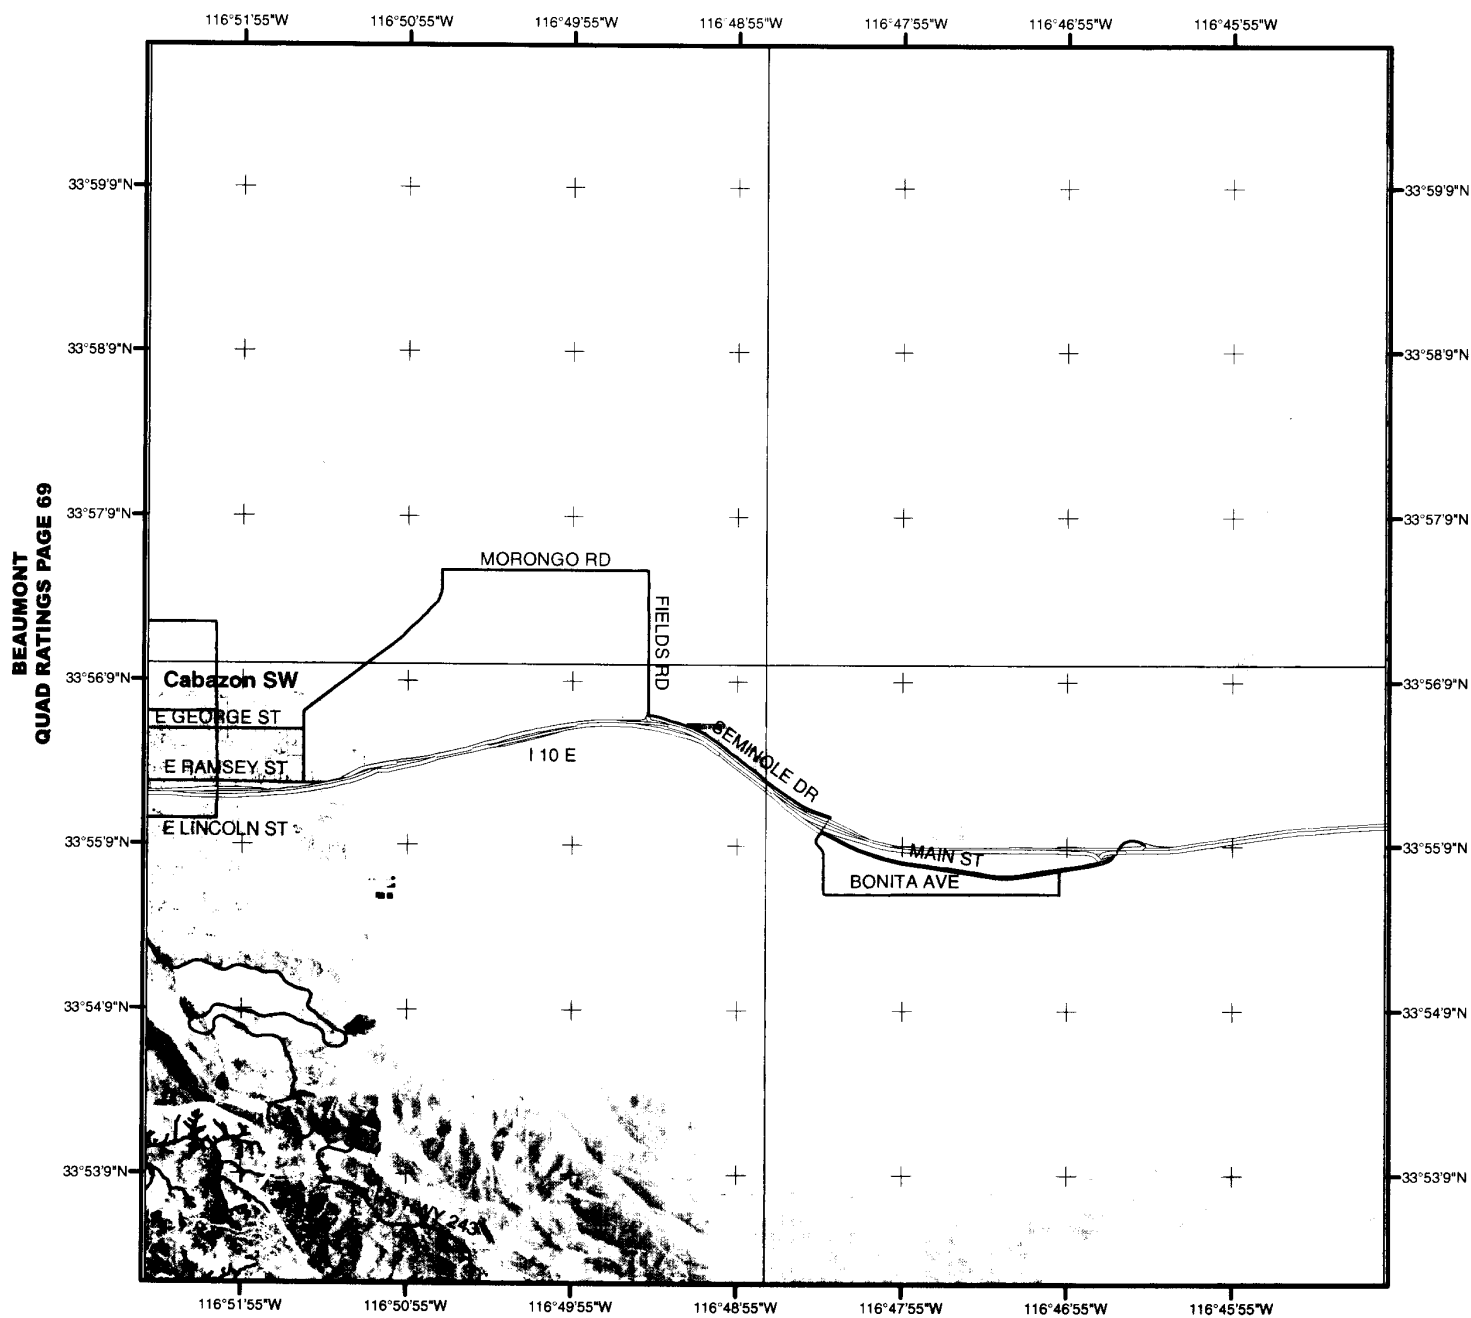 116°51'55"W 116°50'55"W 116°49'55"W 116°48'55"W 116°47'55"W 116°46'55"W 116°45'55"W
33°59'9"N 33°59'9"N
33°58'9"N 33°58'9"N
33°57'9"N 33°57'9"N
BEAUMONT
QUAD RATINGS PAGE 69
MORONGO RD
FIELDS RD
33°56'9"N 33°56'9"N
Cabazon SW
E GEORGE ST
SEMINOLE DR
I 10 E
E RAMSEY ST
E LINCOLN ST
33°55'9"N 33°55'9"N
MAIN ST
BONITA AVE
33°54'9"N 33°54'9"N
33°53'9"N 33°53'9"N
243
116°51'55"W 116°50'55"W 116°49'55"W 116°48'55"W 116°47'55"W 116°46'55"W 116°45'55"W